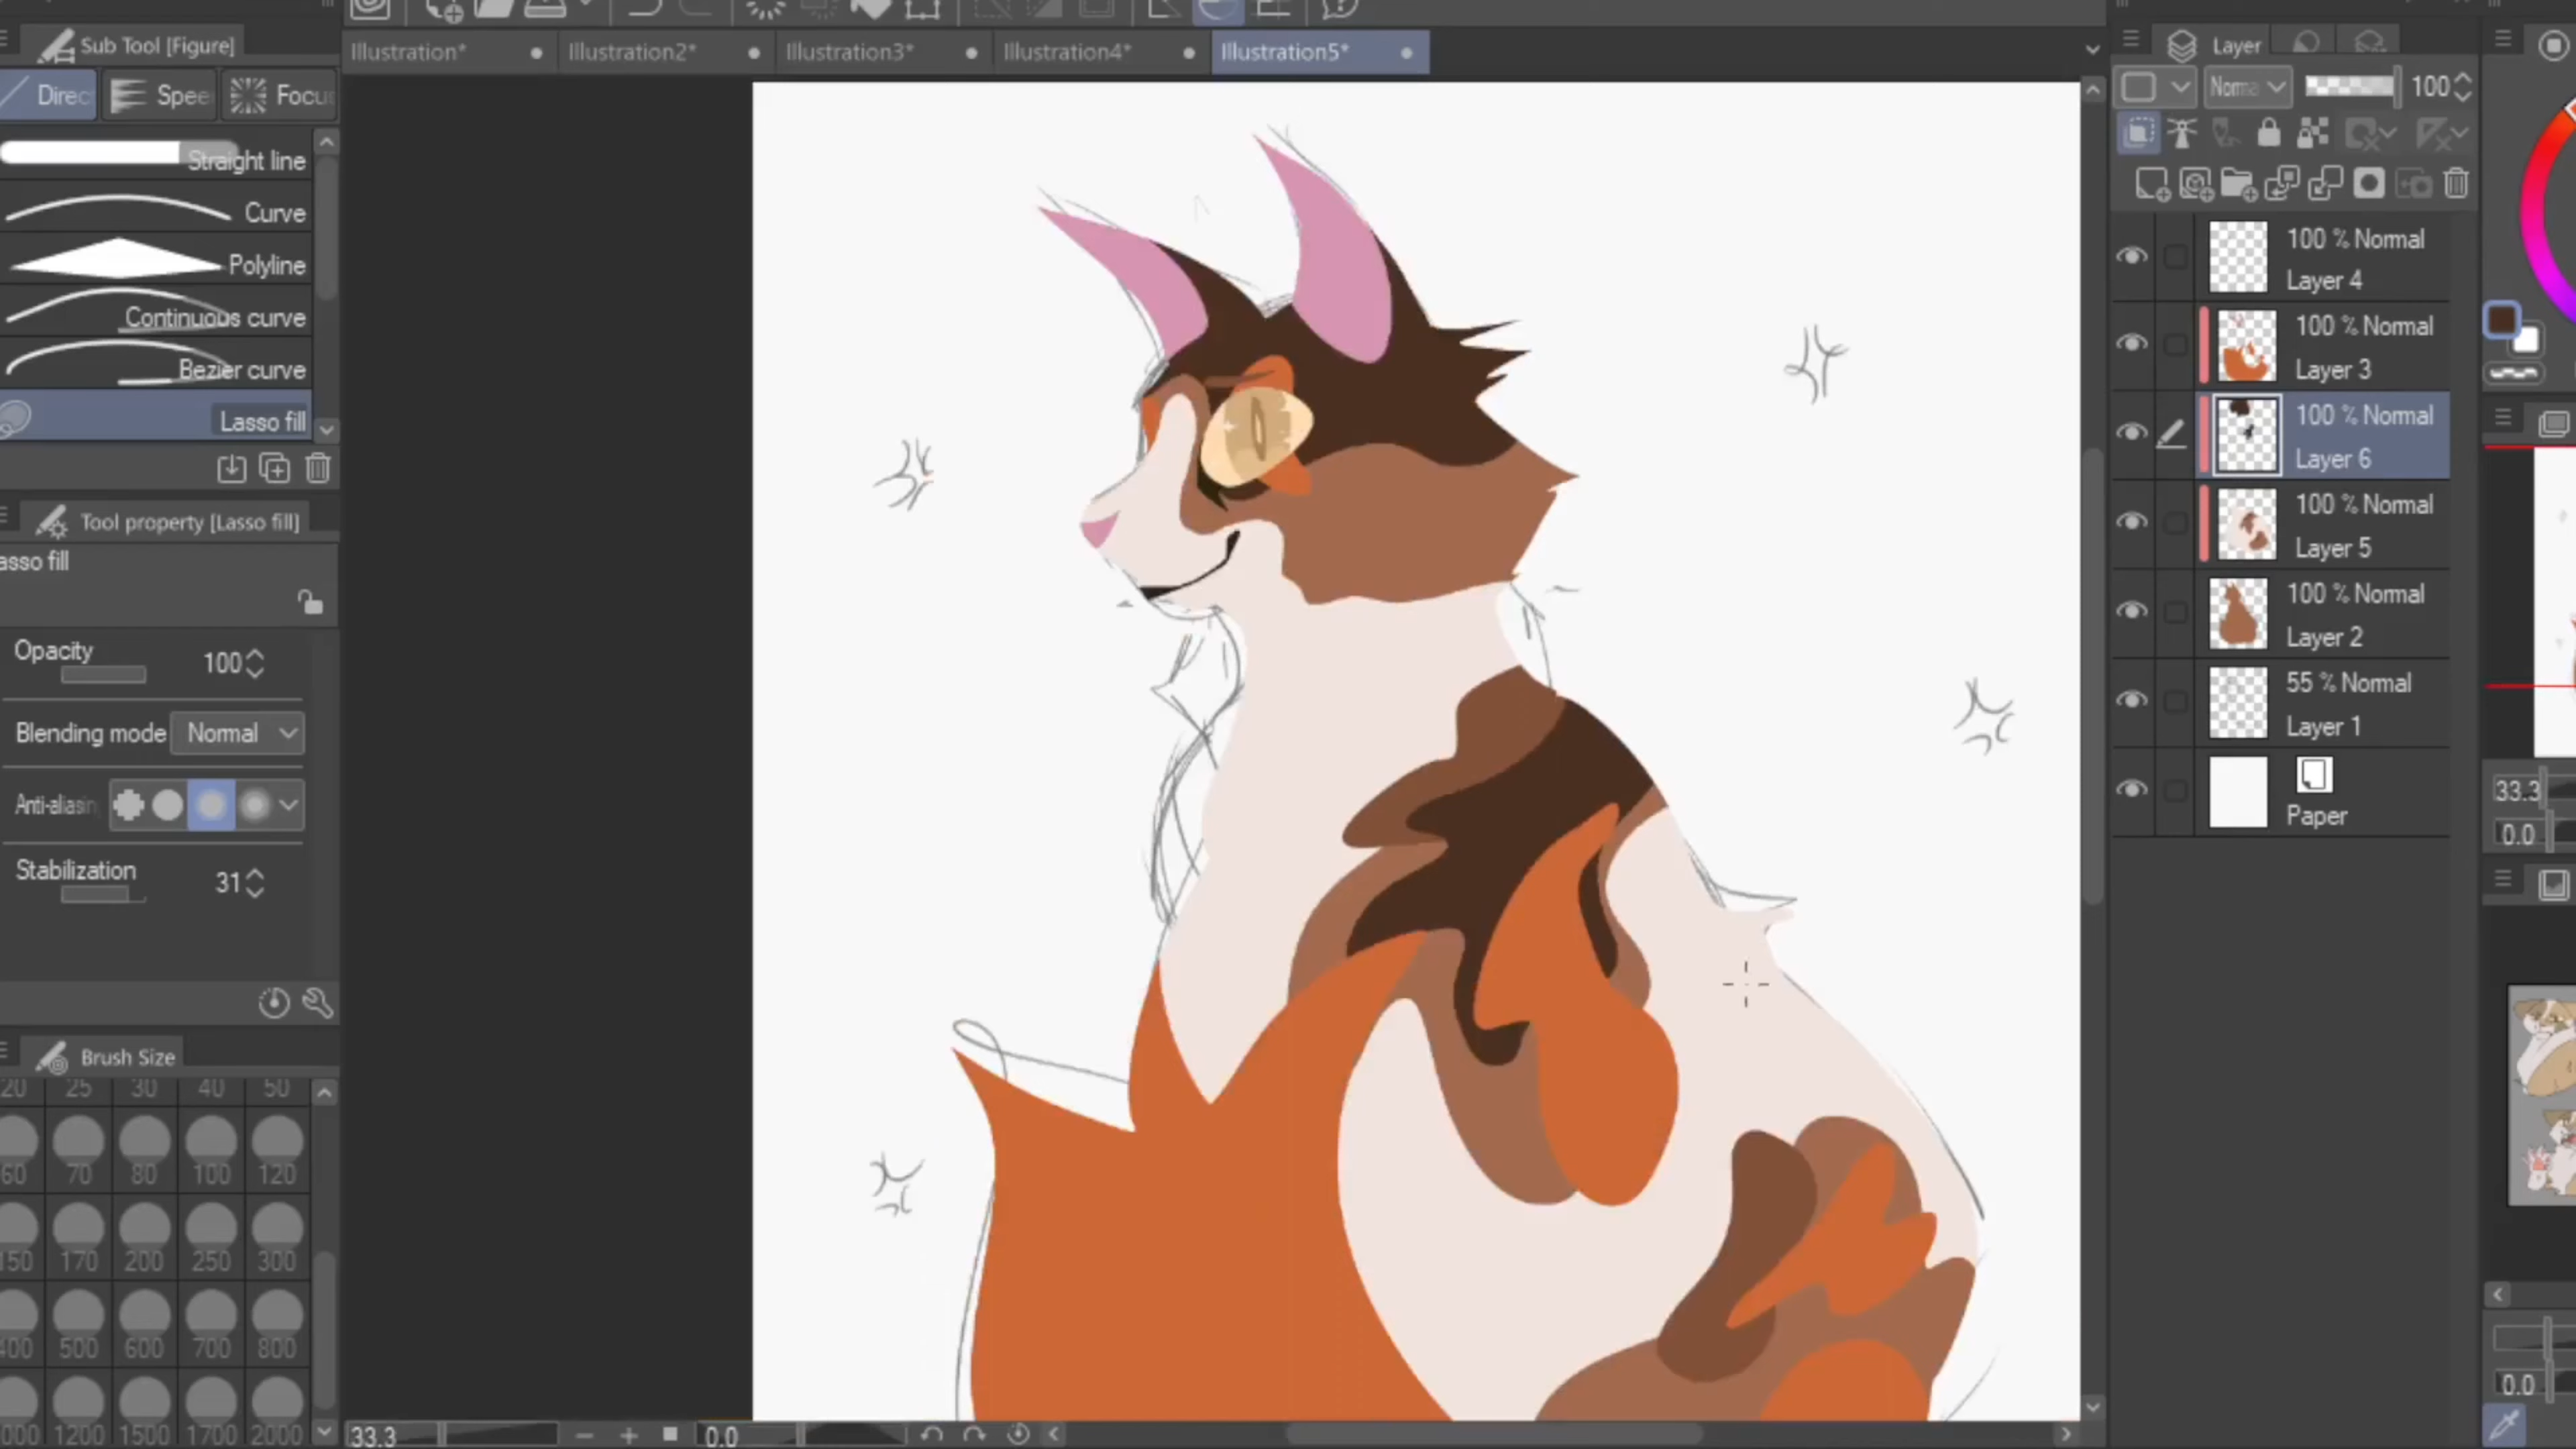 Sub Tool [Figure]
Direc
Spee
Focu
Straight line
Curve
Polyline
Continuous curve
Bezier curve
Lasso fill
Tool property [Lasso fill]
asso fill
Opacity
100
Blending mode
Normal
Anti-aliasin
Stabilization
31
Brush Size
20 25 30 40 50
60 70 80 100 120
150 170 200 250 300
400 500 600 700 800
000 1200 1500 1700 2000
Illustration*
Illustration2*
Illustration3*
Illustration4*
Illustration5*
33.3
0.0
Layer
Norma
100
100 % Normal
Layer 4
100 % Normal
Layer 3
100 % Normal
Layer 6
100 % Normal
Layer 5
100 % Normal
Layer 2
55 % Normal
Layer 1
Paper
33.3
0.0
0.0